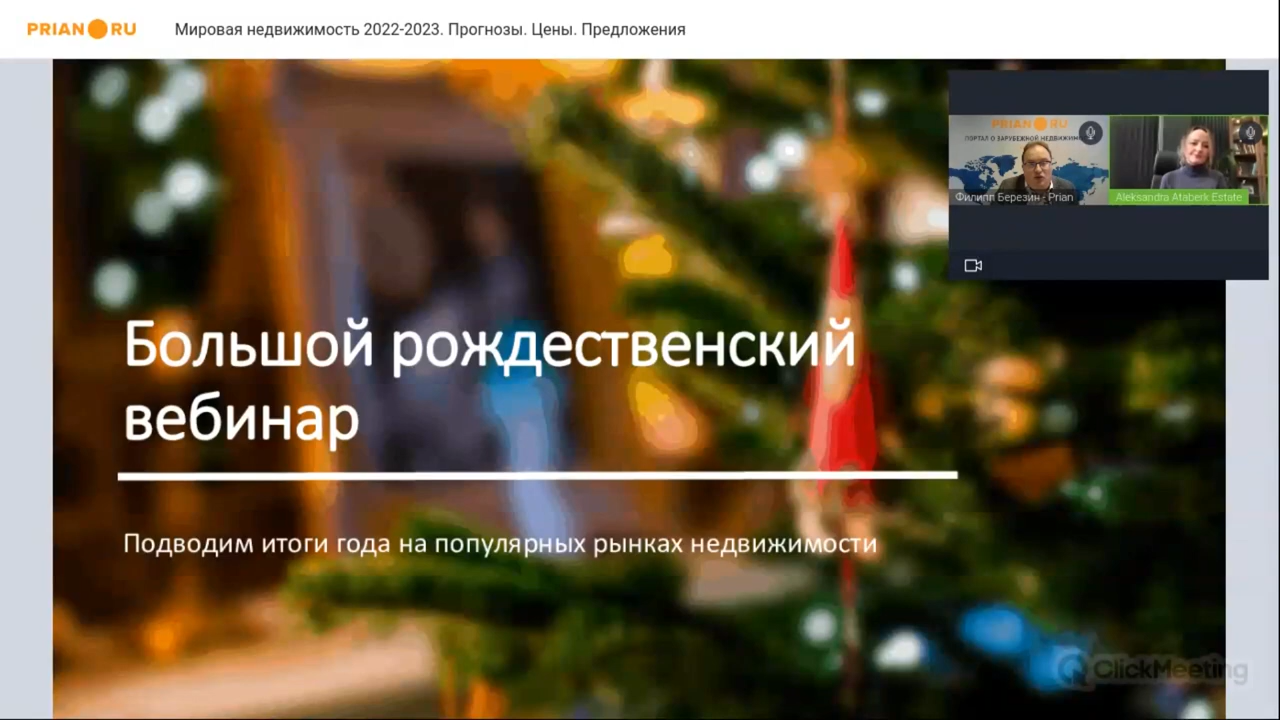 PRIAN RU
Мировая недвижимость 2022-2023. Прогнозы. Цены. Предложения
PRIAN RU
ПОРТАЛ О ЗАРУБЕЖНОЙ
Филипп Березин - Prian
Aleksandra Ataberk Estate
Большой рождественский
вебинар
Подводим итоги года на популярных рынках недвижимости
ClickMeeting